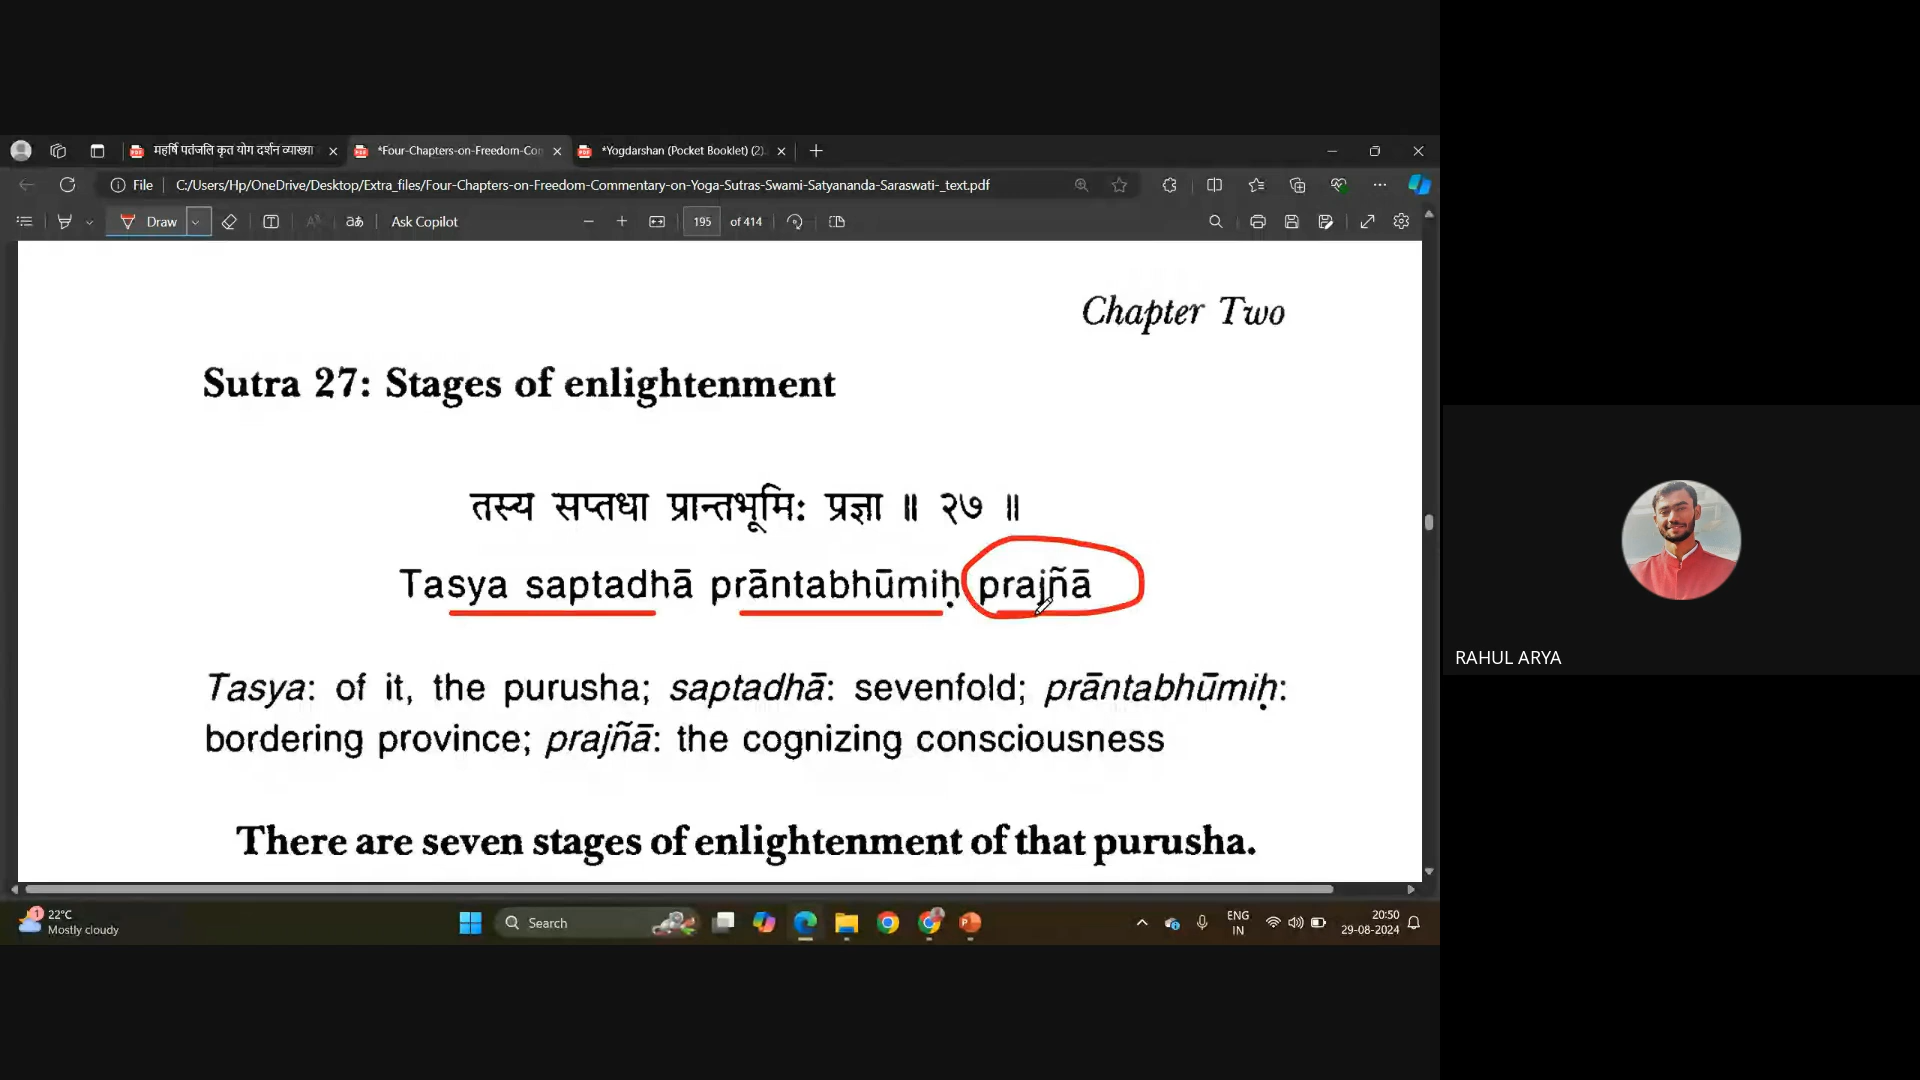 महर्षि पतंजलि कृत योग दर्शन व्याख्या
*Four-Chapters-on-Freedom-Con
*Yogdarshan (Pocket Booklet) (2).
File
C:/Users/Hp/OneDrive/Desktop/Extra_files/Four-Chapters-on-Freedom-Commentary-on-Yoga-Sutras-Swami-Satyananda-Saraswati-_text.pdf
Draw
Ask Copilot
195
of 414
Chapter Two
Sutra 27: Stages of enlightenment
तस्य सप्तधा प्रान्तभूमिः प्रज्ञा ॥ २७ ॥
Tasya saptadhā prāntabhūmiḥ prajñā
Tasya: of it, the purusha; saptadhā: sevenfold; prāntabhūmiḥ:
bordering province; prajñā: the cognizing consciousness
There are seven stages of enlightenment of that purusha.
RAHUL ARYA
1
22°C
Mostly cloudy
Search
ENG
IN
20:50
29-08-2024